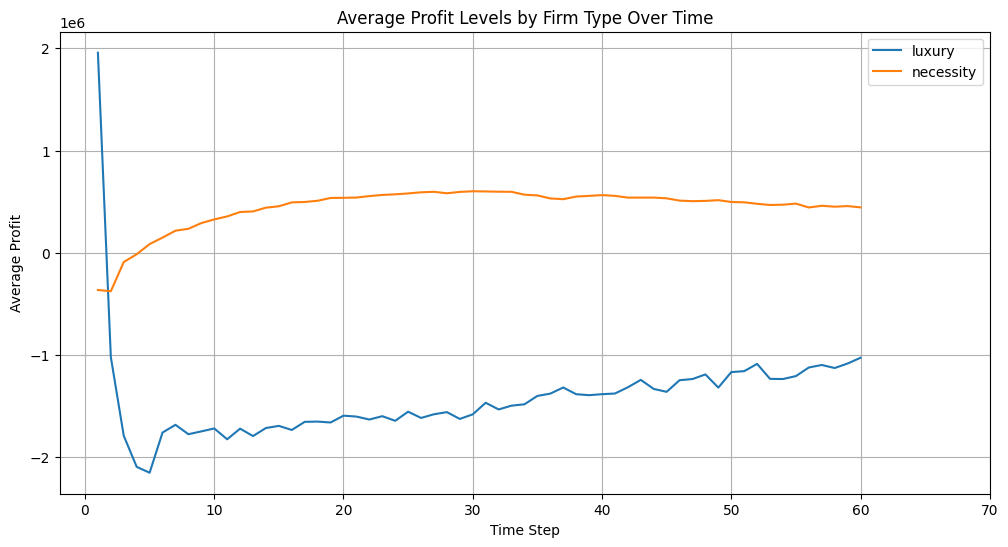 Average Profit Levels by Firm Type Over Time
1e6
luxury
necessity
2
1
0
−1
−2
Average Profit
0 10 20 30 40 50 60 70
Time Step